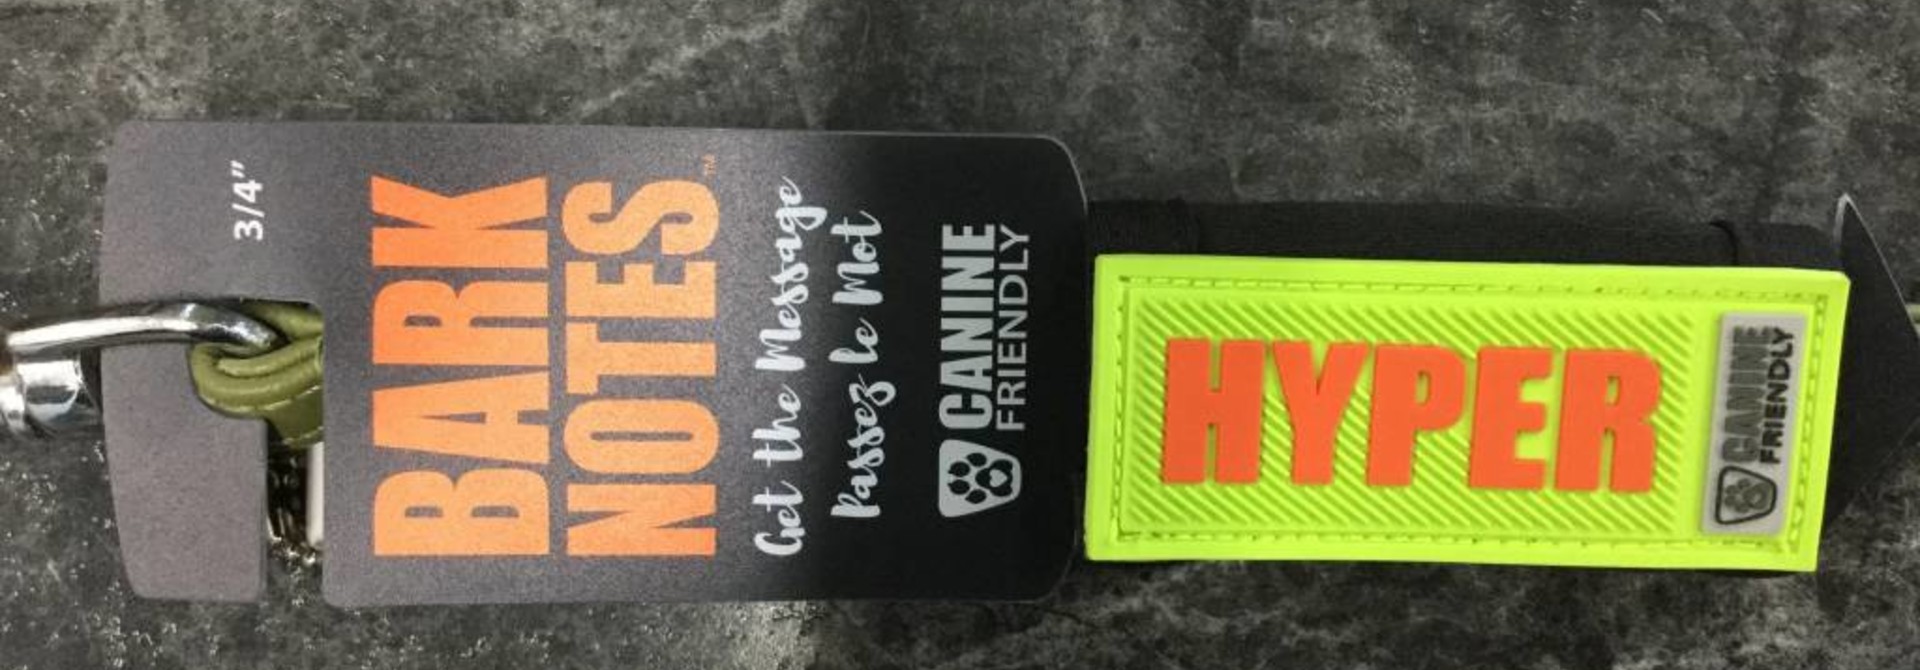 3/4"
BARK
NOTES™
Get the Message
Passez le Mot
CANINE
FRIENDLY
HYPER
CANINE
FRIENDLY